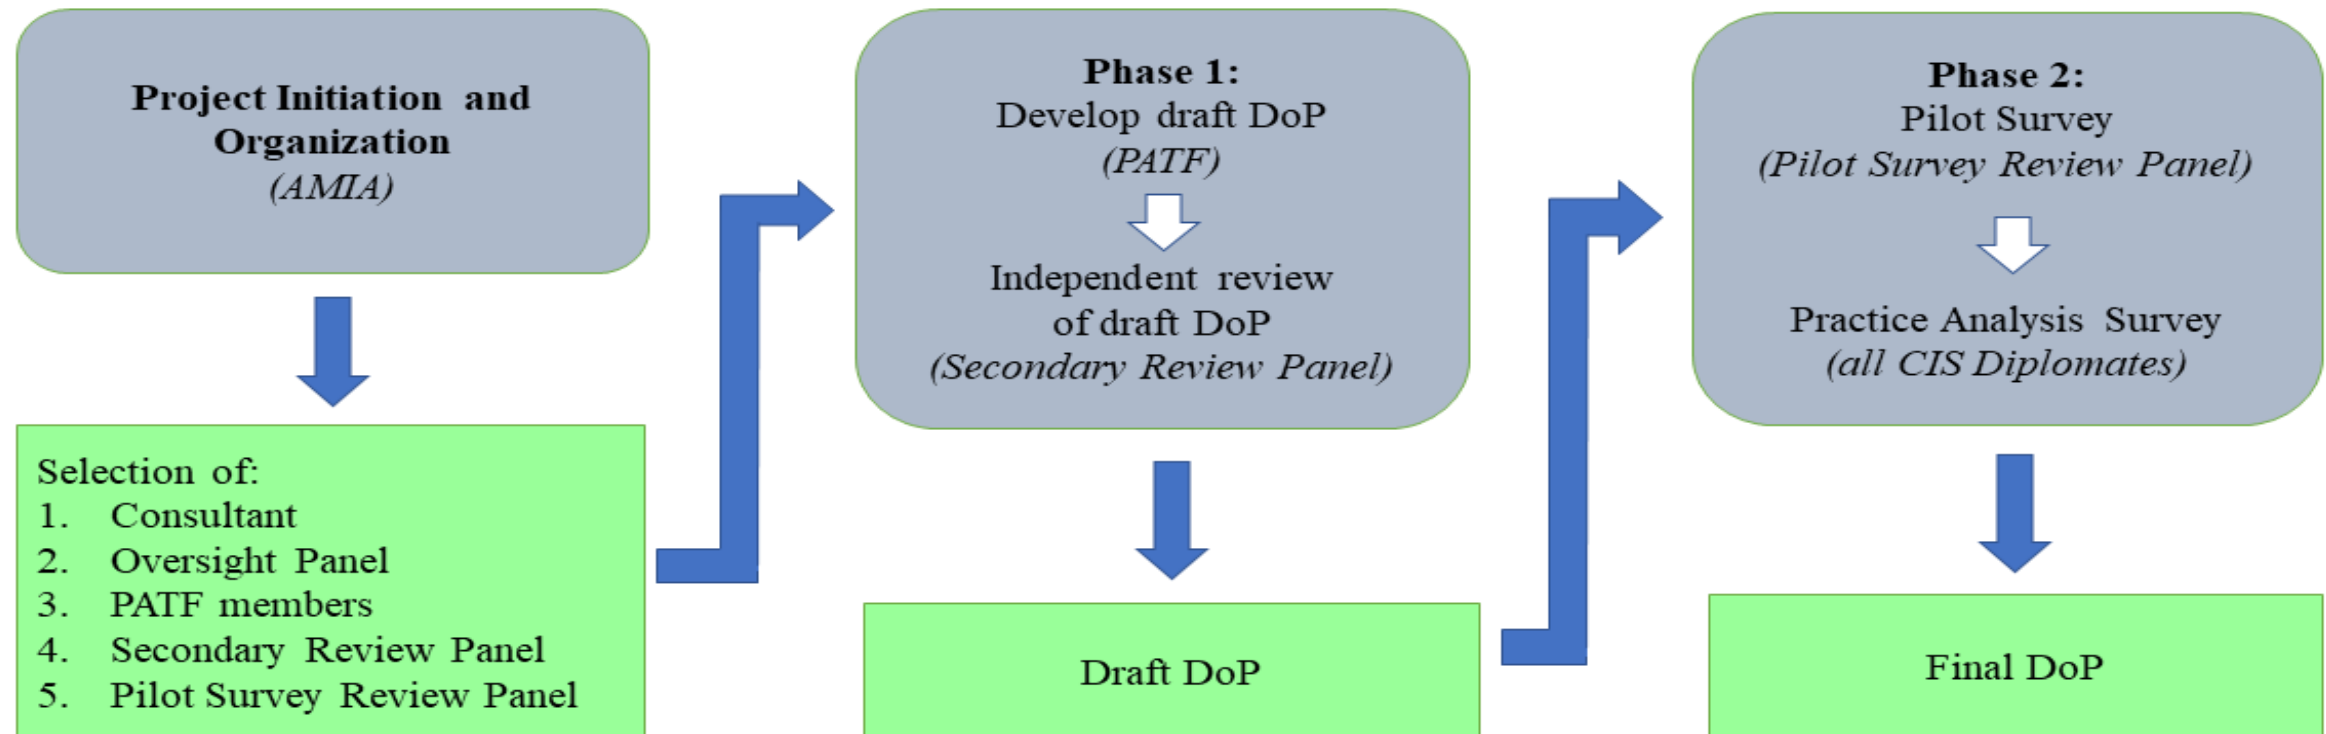 Project Initiation and
Organization
(AMIA)
Selection of:
1. Consultant
2. Oversight Panel
3. PATF members
4. Secondary Review Panel
5. Pilot Survey Review Panel
Phase 1:
Develop draft DoP
(PATF)
Independent review
of draft DoP
(Secondary Review Panel)
Draft DoP
Phase 2:
Pilot Survey
(Pilot Survey Review Panel)
Practice Analysis Survey
(all CIS Diplomates)
Final DoP